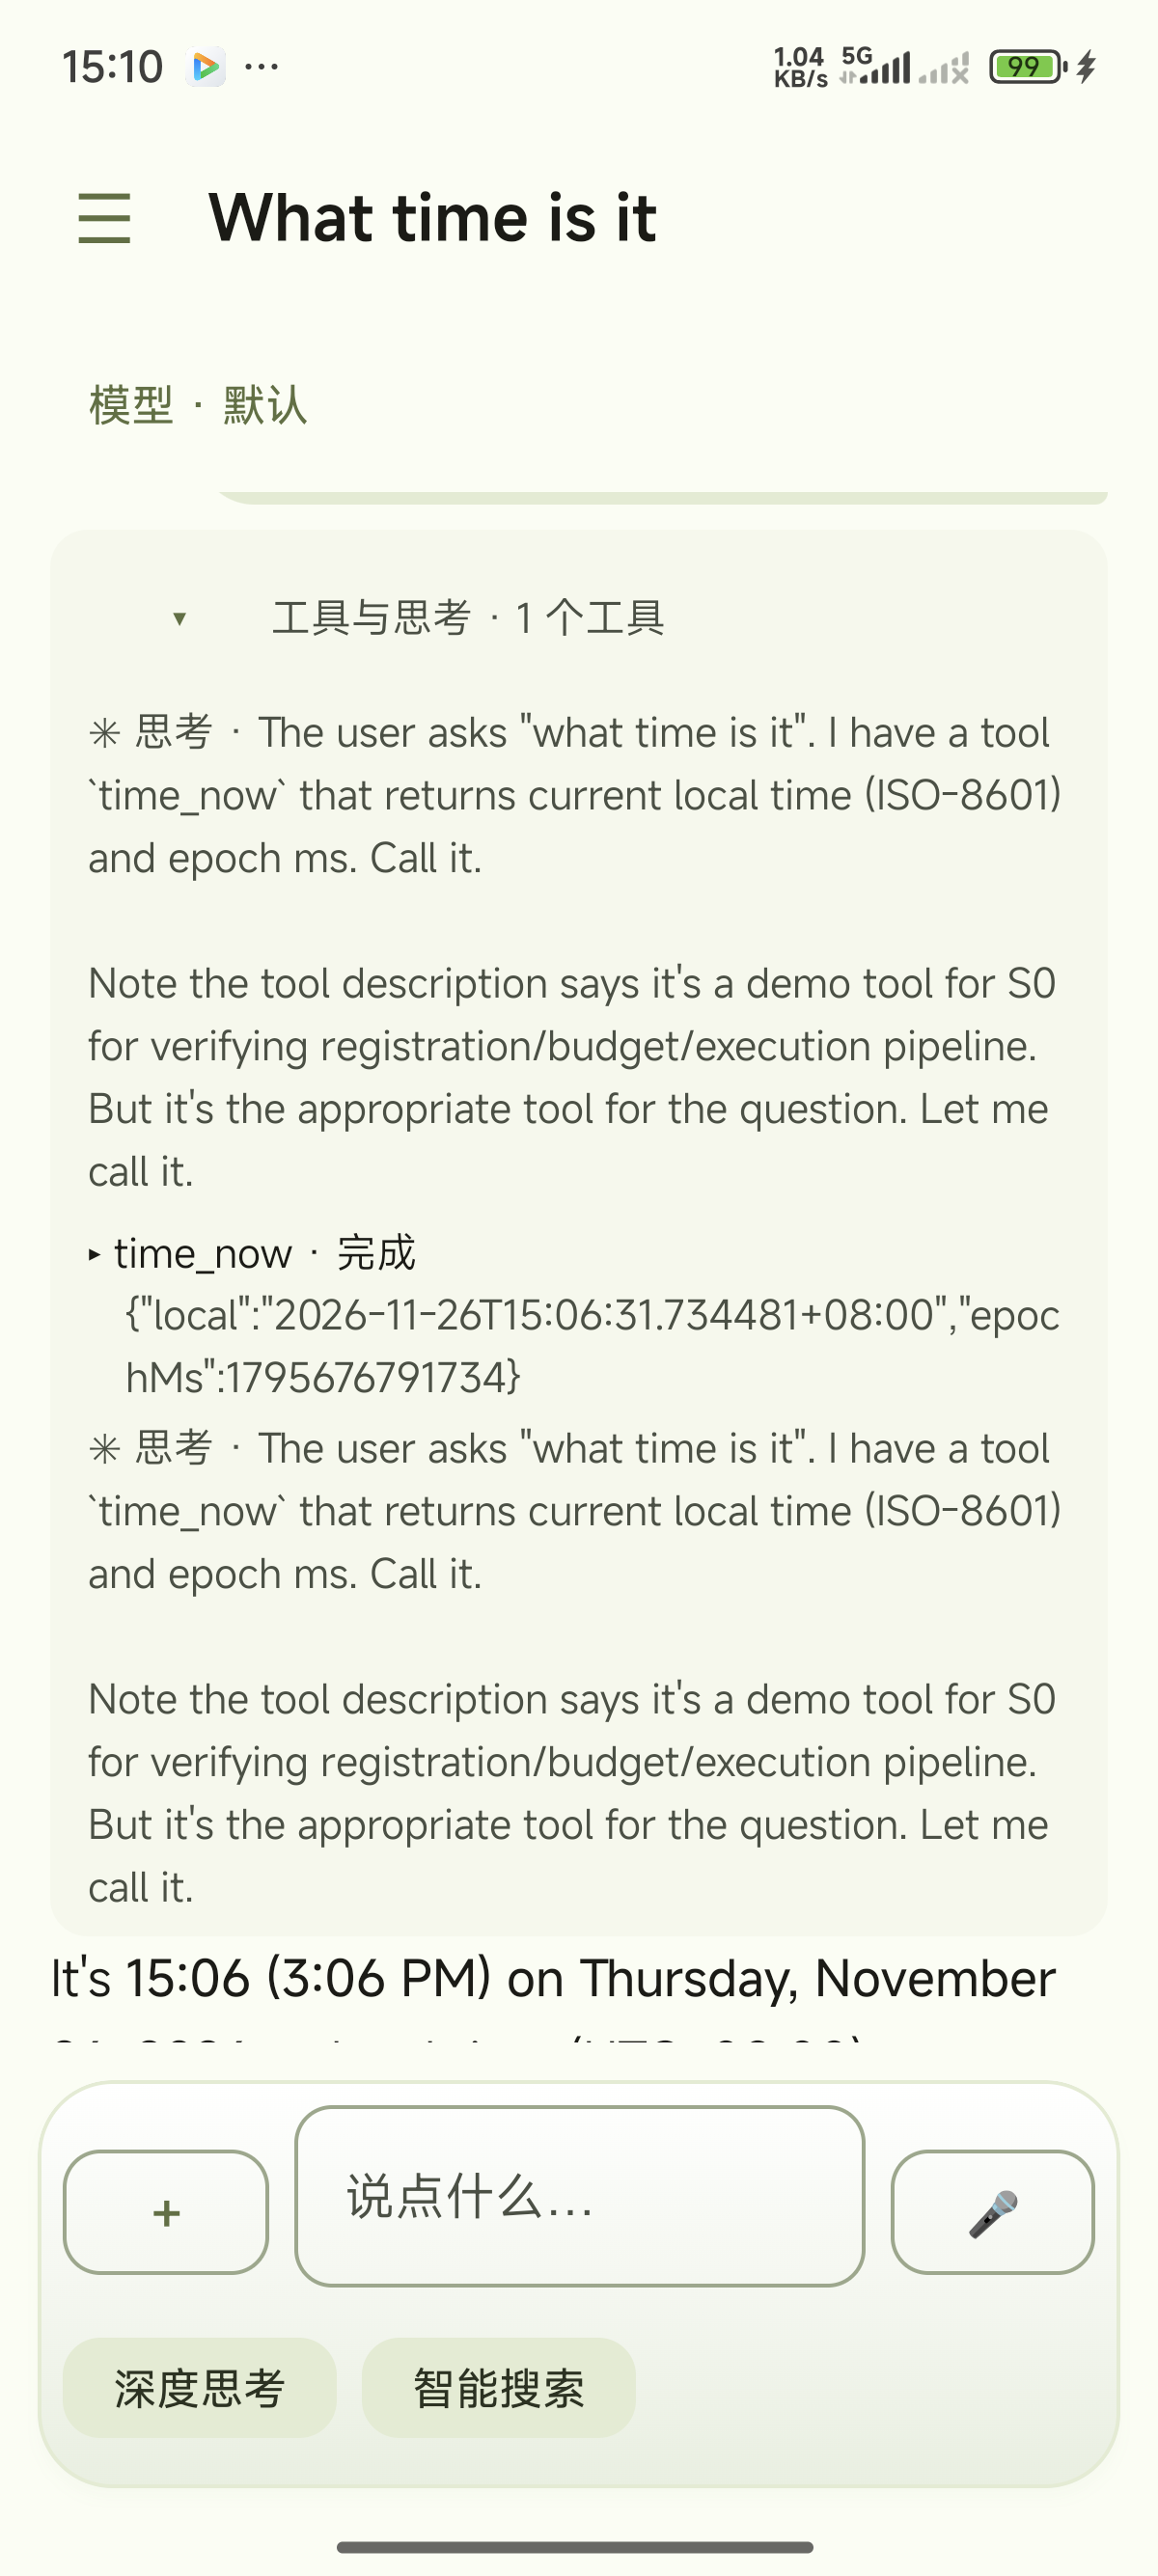 15:10 ...
1.04 KB/s 5G 99
What time is it
模型 · 默认
▾ 工具与思考 · 1 个工具
✳ 思考 · The user asks "what time is it". I have a tool
`time_now` that returns current local time (ISO-8601)
and epoch ms. Call it.
Note the tool description says it's a demo tool for S0
for verifying registration/budget/execution pipeline.
But it's the appropriate tool for the question. Let me
call it.
▸ time_now · 完成
{"local":"2026-11-26T15:06:31.734481+08:00","epoc
hMs":1795676791734}
✳ 思考 · The user asks "what time is it". I have a tool
`time_now` that returns current local time (ISO-8601)
and epoch ms. Call it.
Note the tool description says it's a demo tool for S0
for verifying registration/budget/execution pipeline.
But it's the appropriate tool for the question. Let me
call it.
It's 15:06 (3:06 PM) on Thursday, November
+ 说点什么...
深度思考 智能搜索